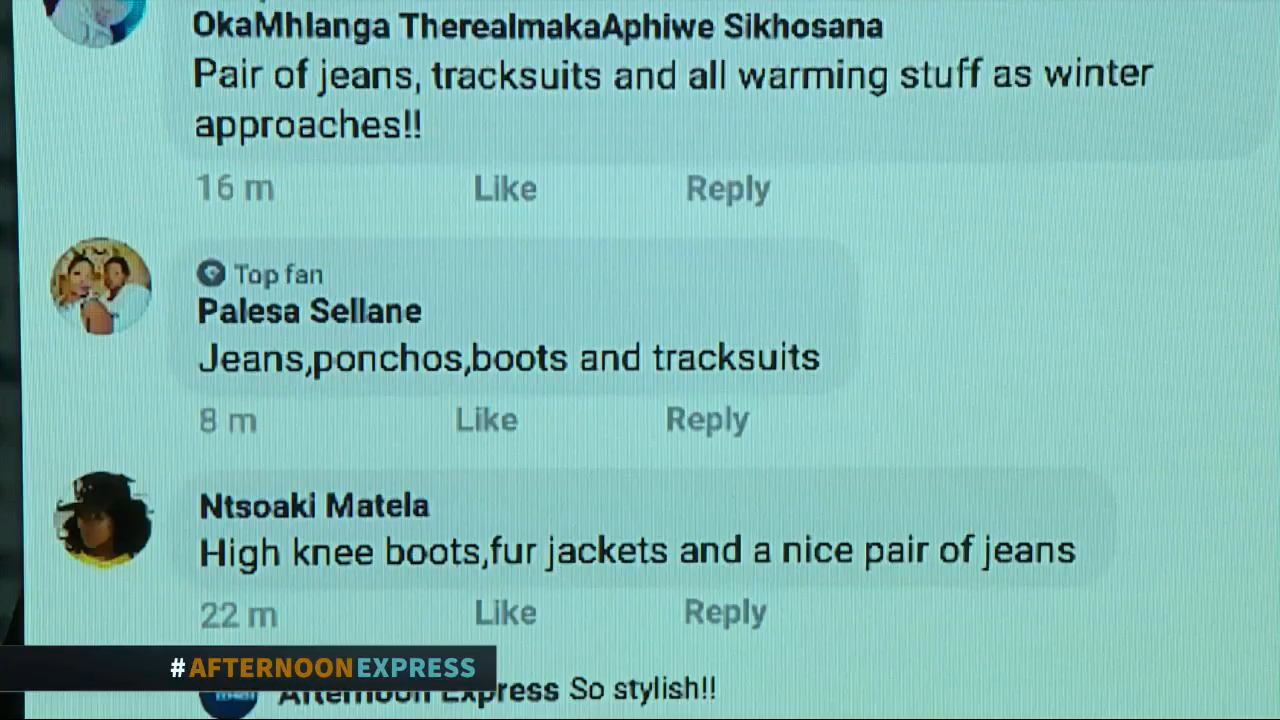 OkaMhlanga TherealmakaAphiwe Sikhosana
Pair of jeans, tracksuits and all warming stuff as winter
approaches!!
16 m Like Reply
Top fan
Palesa Sellane
Jeans,ponchos,boots and tracksuits
8 m Like Reply
Ntsoaki Matela
High knee boots,fur jackets and a nice pair of jeans
22 m Like Reply
#AFTERNOONEXPRESS
Afternoon Express So stylish!!